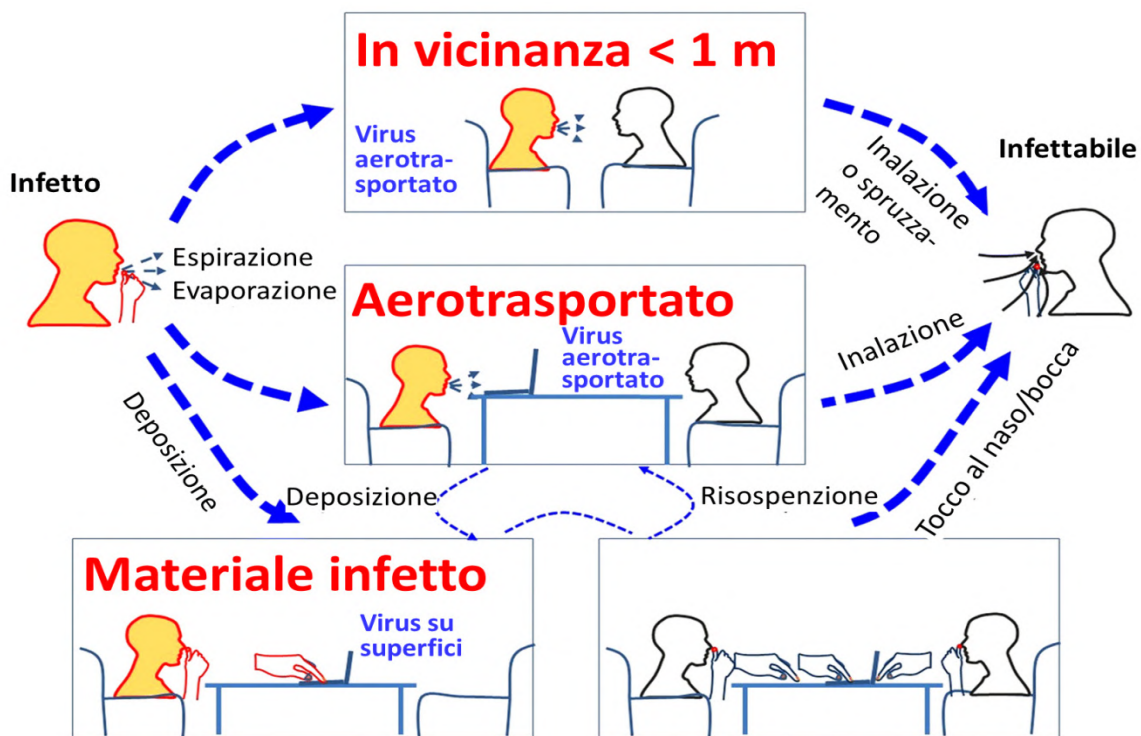 In vicinanza < 1 m
Virus
aerotra-
sportato
Infetto
Espirazione
Evaporazione
Inalazione
o spruzza-
mento
Infettabile
Aerotrasportato
Virus
aerotra-
sportato
Inalazione
Deposizione
Deposizione
Risospenzione
Tocco al naso/bocca
Materiale infetto
Virus su
superfici